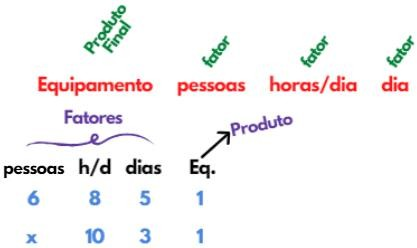 Produto Final fator fator fator
Equipamento pessoas horas/dia dia
Fatores Produto
pessoas h/d dias Eq.
6 8 5 1
x 10 3 1